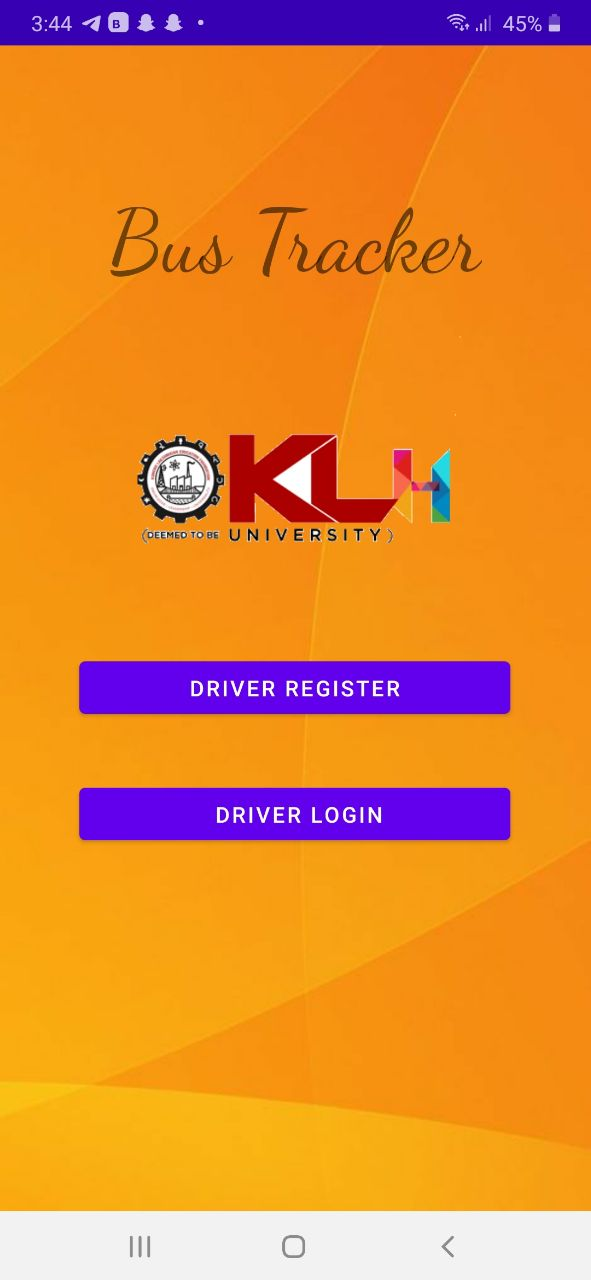 3:44 B 45%
Bus Tracker
KLH
(DEEMED TO BE UNIVERSITY)
DRIVER REGISTER
DRIVER LOGIN